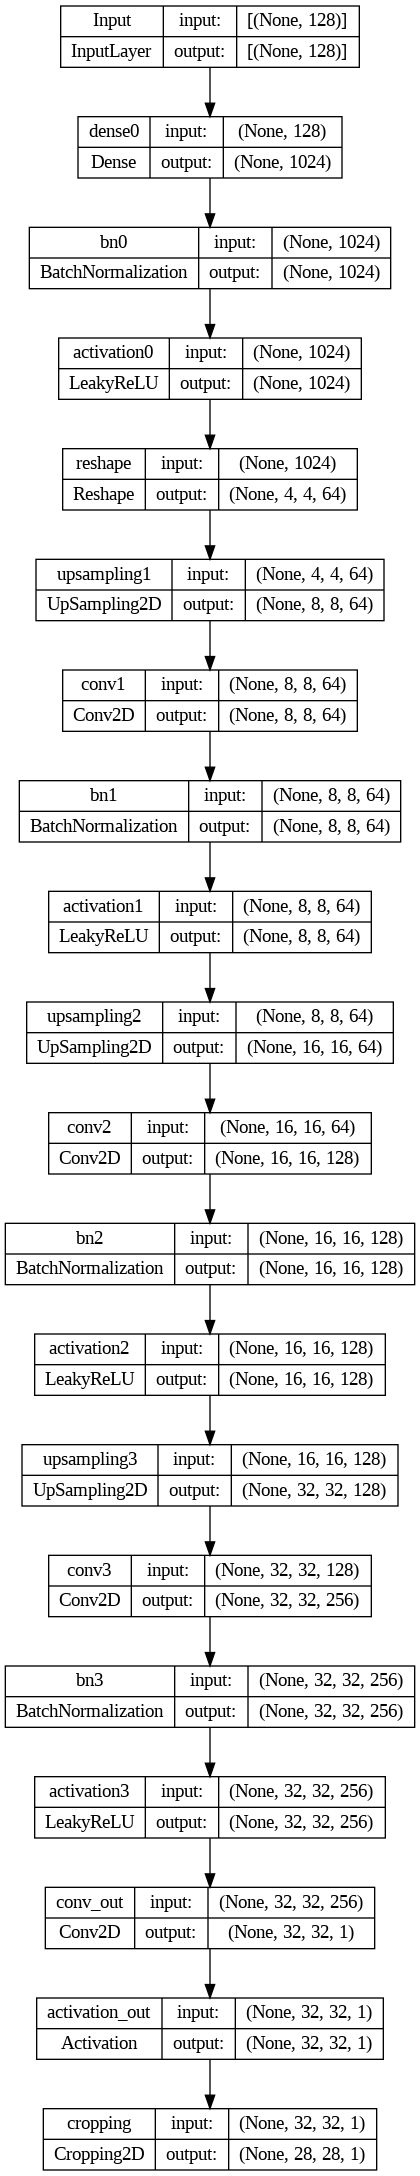 Input input: [(None, 128)]
InputLayer output: [(None, 128)]
dense0 input: (None, 128)
Dense output: (None, 1024)
bn0 input: (None, 1024)
BatchNormalization output: (None, 1024)
activation0 input: (None, 1024)
LeakyReLU output: (None, 1024)
reshape input: (None, 1024)
Reshape output: (None, 4, 4, 64)
upsampling1 input: (None, 4, 4, 64)
UpSampling2D output: (None, 8, 8, 64)
conv1 input: (None, 8, 8, 64)
Conv2D output: (None, 8, 8, 64)
bn1 input: (None, 8, 8, 64)
BatchNormalization output: (None, 8, 8, 64)
activation1 input: (None, 8, 8, 64)
LeakyReLU output: (None, 8, 8, 64)
upsampling2 input: (None, 8, 8, 64)
UpSampling2D output: (None, 16, 16, 64)
conv2 input: (None, 16, 16, 64)
Conv2D output: (None, 16, 16, 128)
bn2 input: (None, 16, 16, 128)
BatchNormalization output: (None, 16, 16, 128)
activation2 input: (None, 16, 16, 128)
LeakyReLU output: (None, 16, 16, 128)
upsampling3 input: (None, 16, 16, 128)
UpSampling2D output: (None, 32, 32, 128)
conv3 input: (None, 32, 32, 128)
Conv2D output: (None, 32, 32, 256)
bn3 input: (None, 32, 32, 256)
BatchNormalization output: (None, 32, 32, 256)
activation3 input: (None, 32, 32, 256)
LeakyReLU output: (None, 32, 32, 256)
conv_out input: (None, 32, 32, 256)
Conv2D output: (None, 32, 32, 1)
activation_out input: (None, 32, 32, 1)
Activation output: (None, 32, 32, 1)
cropping input: (None, 32, 32, 1)
Cropping2D output: (None, 28, 28, 1)